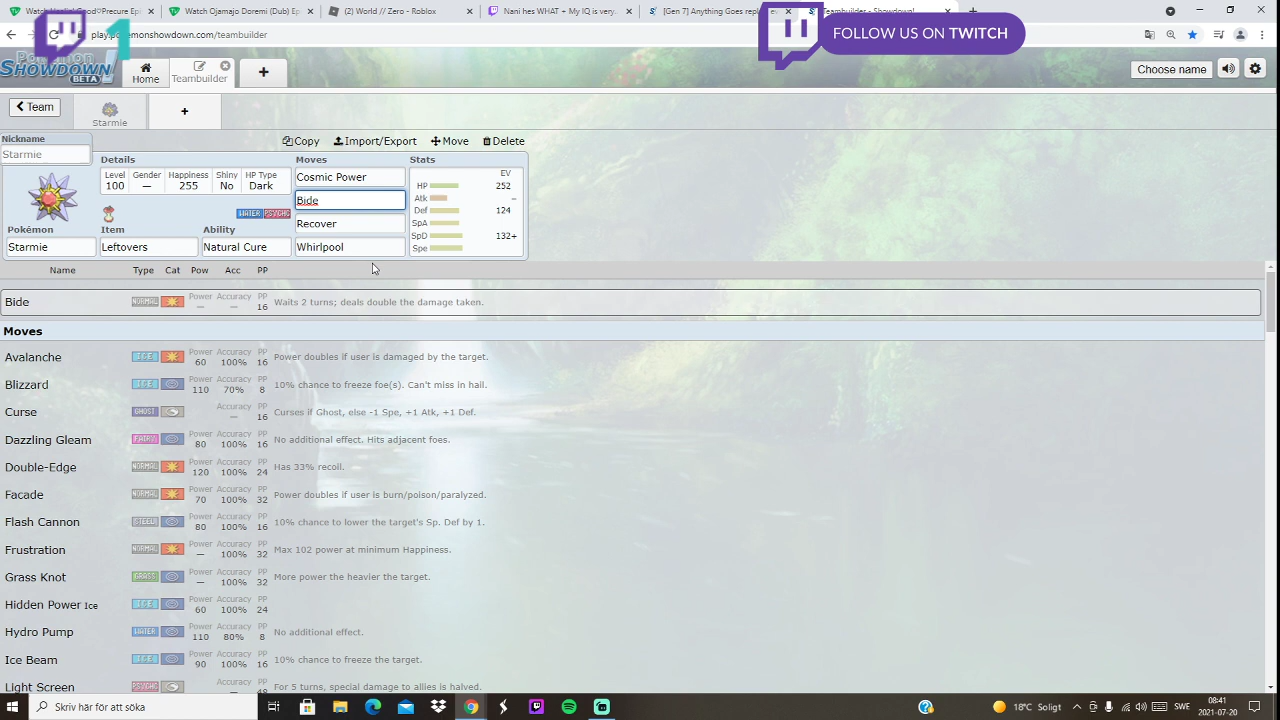 Watch Hap
Good♥Precure Ep
Watch Ojamajo Doremi (Dub) Ep
(2) World // Zero - Roblox
Nani hes WHAT + My IQ is very
[Gen 7] Anything Goes repl
Teambuilder - Showdown!
monshowdown.com/teambuilder
FOLLOW US ON TWITCH
SHOWDOWN BETA
Home
Teambuilder
+
Choose name
Team
Starmie
+
Nickname
Starmie
Copy Import/Export Move Delete
Details
Level Gender Happiness Shiny HP Type
100 — 255 No Dark
WATER PSYCHC
Pokémon Item Ability
Starmie Leftovers Natural Cure
Moves
Cosmic Power
Bide
Recover
Whirlpool
Stats
EV
HP 252
Atk –
Def 124
SpA
SpD 132+
Spe
Name Type Cat Pow Acc PP
Bide NORMAL Power — Accuracy — PP 16 Waits 2 turns; deals double the damage taken.
Moves
Avalanche ICE Power 60 Accuracy 100% PP 16 Power doubles if user is damaged by the target.
Blizzard ICE Power 110 Accuracy 70% PP 8 10% chance to freeze foe(s). Can't miss in hail.
Curse GHOST Accuracy — PP 16 Curses if Ghost, else -1 Spe, +1 Atk, +1 Def.
Dazzling Gleam FAIRY Power 80 Accuracy 100% PP 16 No additional effect. Hits adjacent foes.
Double-Edge NORMAL Power 120 Accuracy 100% PP 24 Has 33% recoil.
Facade NORMAL Power 70 Accuracy 100% PP 32 Power doubles if user is burn/poison/paralyzed.
Flash Cannon STEEL Power 80 Accuracy 100% PP 16 10% chance to lower the target's Sp. Def by 1.
Frustration NORMAL Power — Accuracy 100% PP 32 Max 102 power at minimum Happiness.
Grass Knot GRASS Power — Accuracy 100% PP 32 More power the heavier the target.
Hidden Power Ice ICE Power 60 Accuracy 100% PP 24
Hydro Pump WATER Power 110 Accuracy 80% PP 8 No additional effect.
Ice Beam ICE Power 90 Accuracy 100% PP 16 10% chance to freeze the target.
Light Screen PSYCHC Accuracy — PP 48 For 5 turns, special damage to allies is halved.
Skriv här för att söka
18°C Soligt
SWE
08:41
2021-07-20